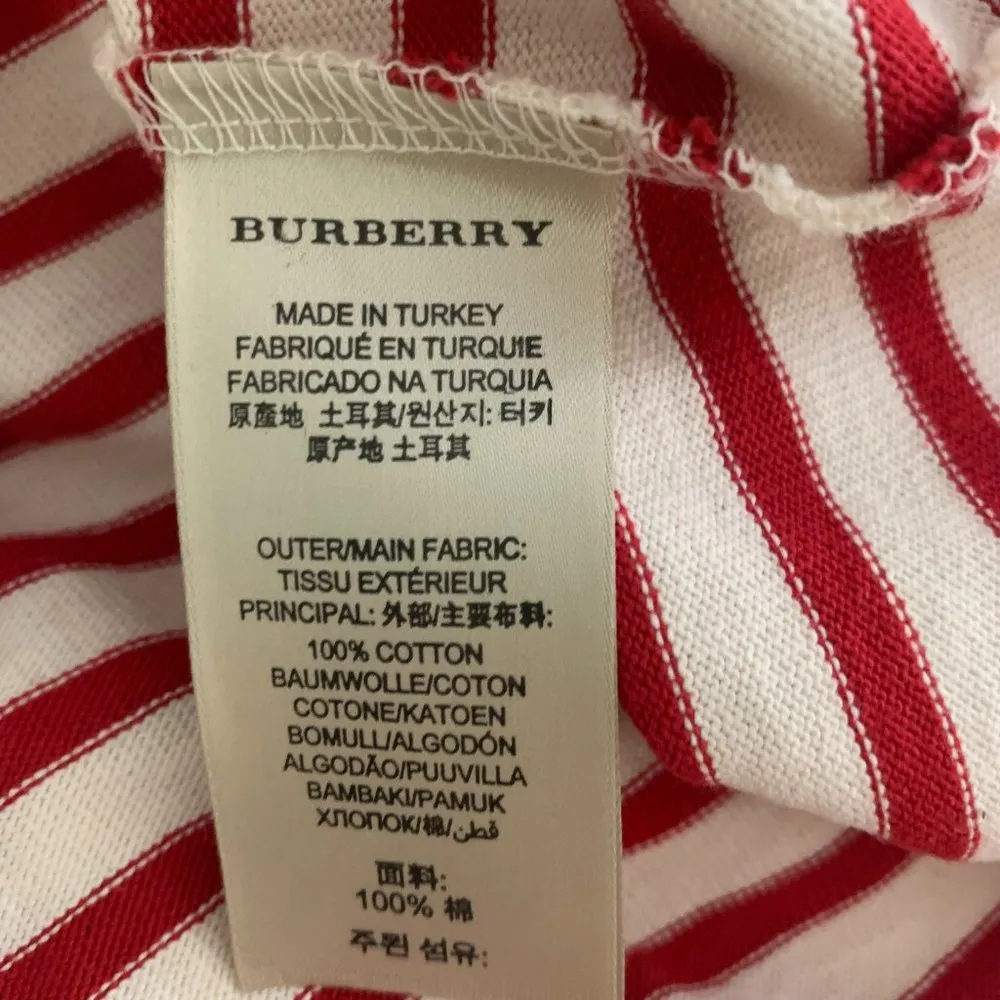 BURBERRY
MADE IN TURKEY
FABRIQUÉ EN TURQUIE
FABRICADO NA TURQUIA
原產地 土耳其/원산지: 터키
原产地 土耳其
OUTER/MAIN FABRIC:
TISSU EXTÉRIEUR
PRINCIPAL: 外部/主要布料:
100% COTTON
BAUMWOLLE/COTON
COTONE/KATOEN
BOMULL/ALGODÓN
ALGODÃO/PUUVILLA
BAMBAKI/PAMUK
ХЛОПОК/棉/قطن
面料:
100% 棉
주원 섬유: